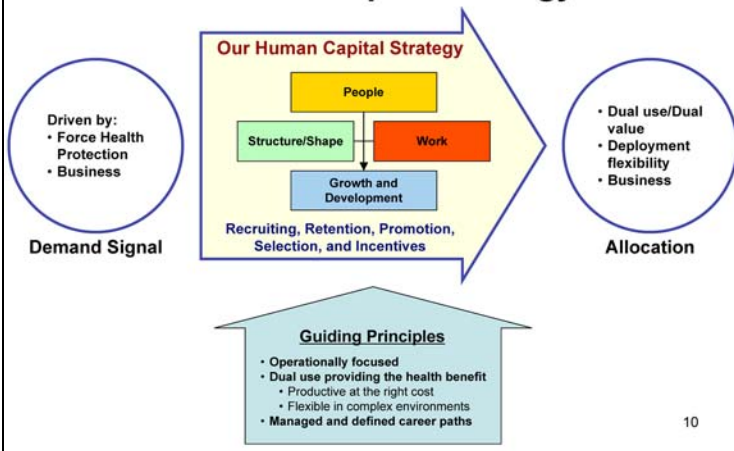 Our Human Capital Strategy
Driven by:
• Force Health
Protection
• Business
Demand Signal
People
Structure/Shape
Work
Growth and
Development
Recruiting, Retention, Promotion,
Selection, and Incentives
• Dual use/Dual
value
• Deployment
flexibility
• Business
Allocation
Guiding Principles
• Operationally focused
• Dual use providing the health benefit
• Productive at the right cost
• Flexible in complex environments
• Managed and defined career paths
10